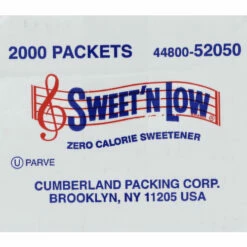 2000 PACKETS 44800-52050
SWEET'N LOW®
ZERO CALORIE SWEETENER
U PARVE
CUMBERLAND PACKING CORP.
BROOKLYN, NY 11205 USA